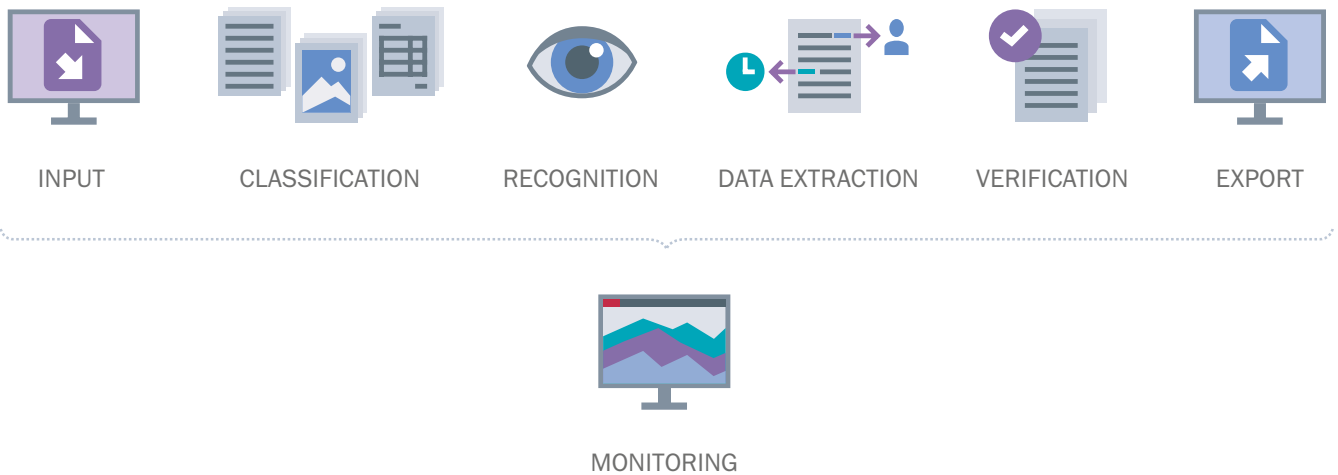 INPUT
CLASSIFICATION
RECOGNITION
DATA EXTRACTION
VERIFICATION
EXPORT
MONITORING